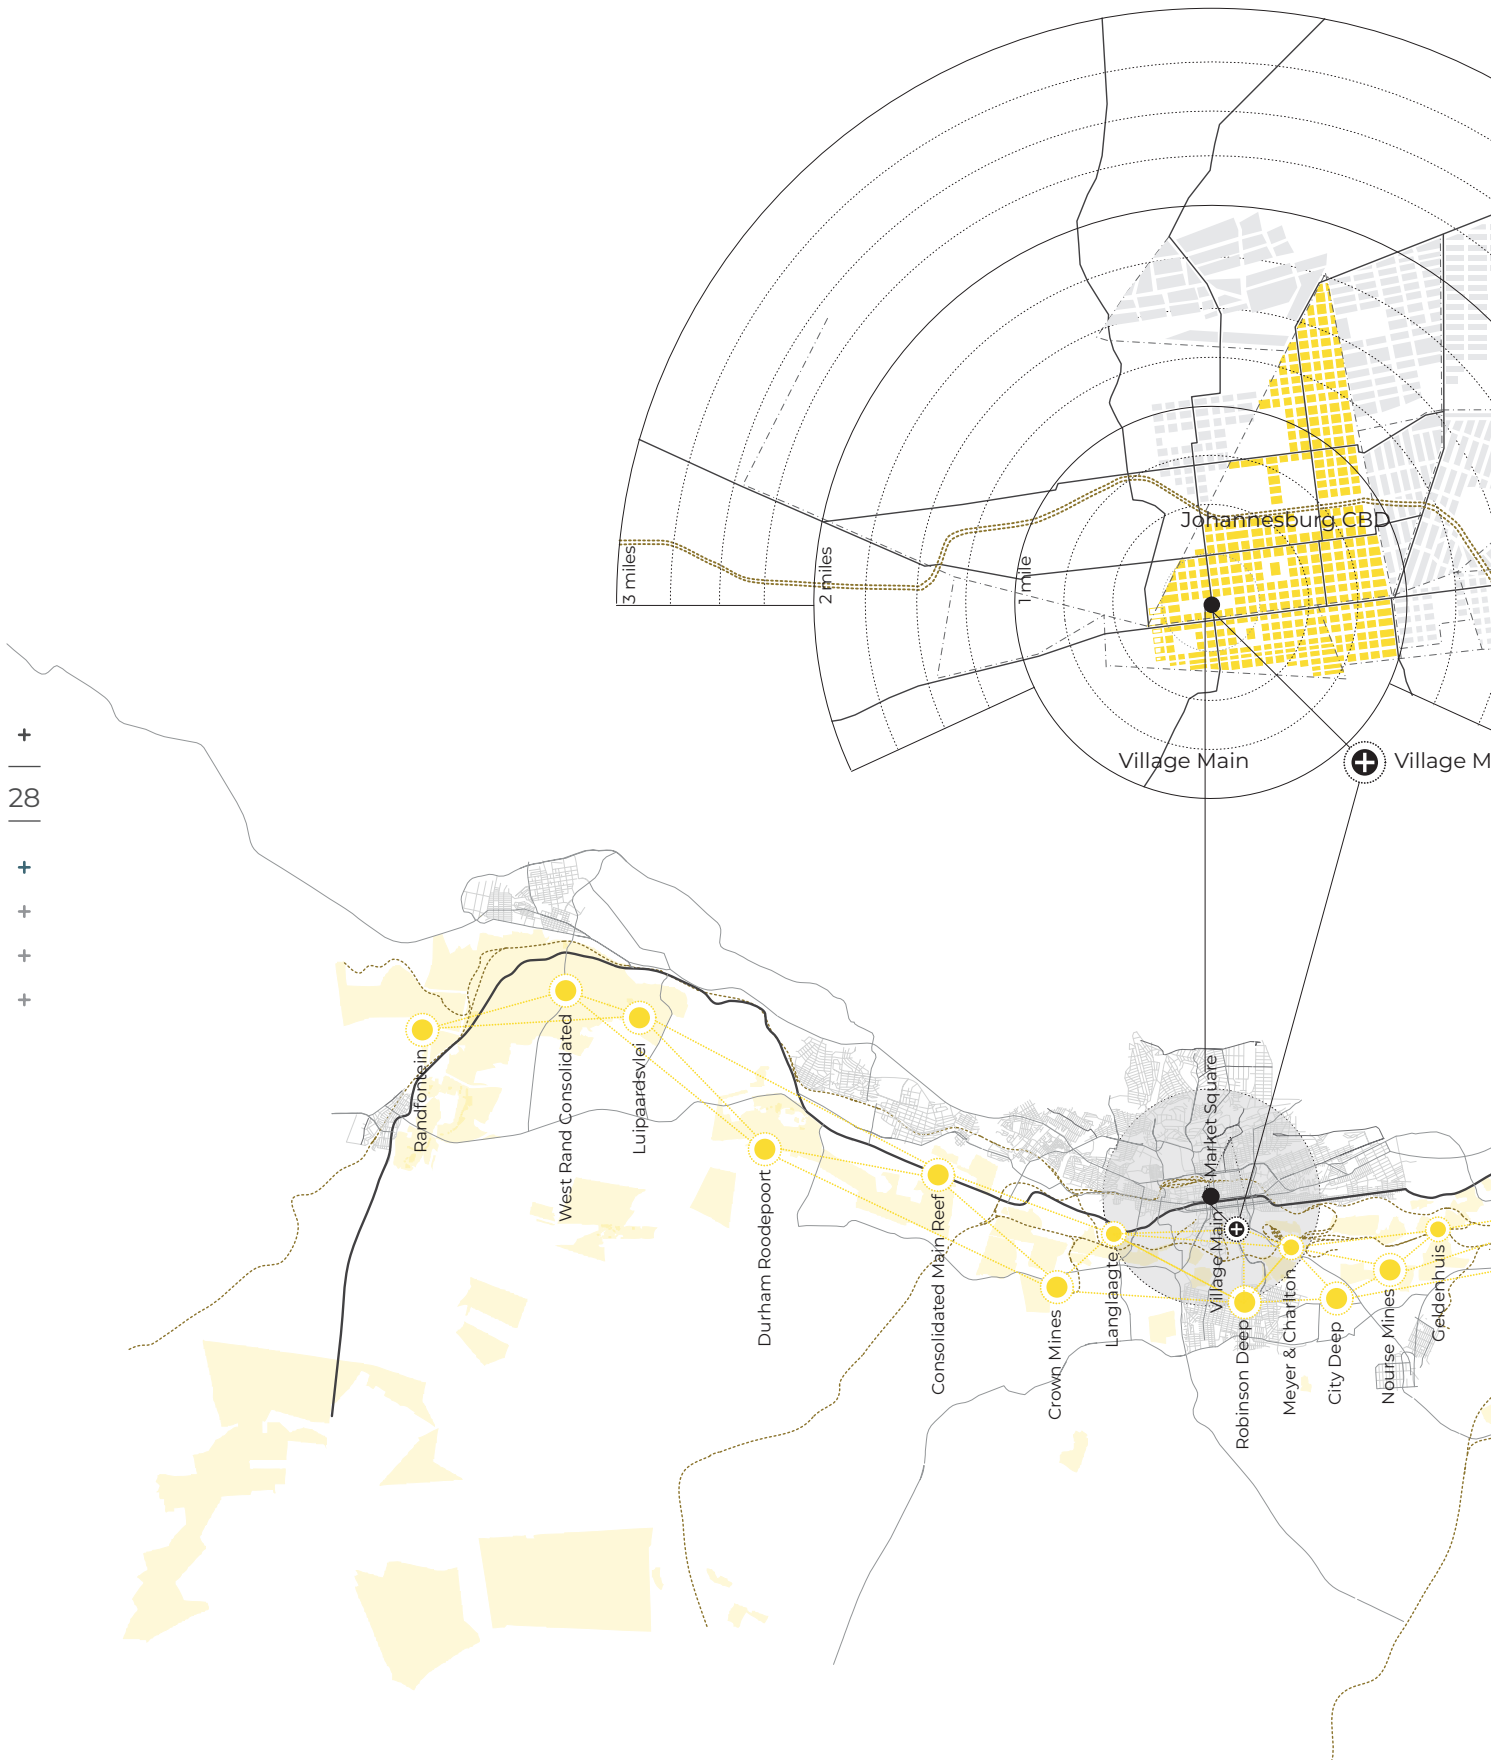 3 miles
2 miles
1 mile
Johannesburg CBD
Village Main
Village M
28
Randfontein
West Rand Consolidated
Luipaardsvlei
Durham Roodepoort
Consolidated Main Reef
Crown Mines
Langlaagte
Market Square
Village Main
Robinson Deep
Meyer & Charlton
City Deep
Nourse Mines
Geldenhuis